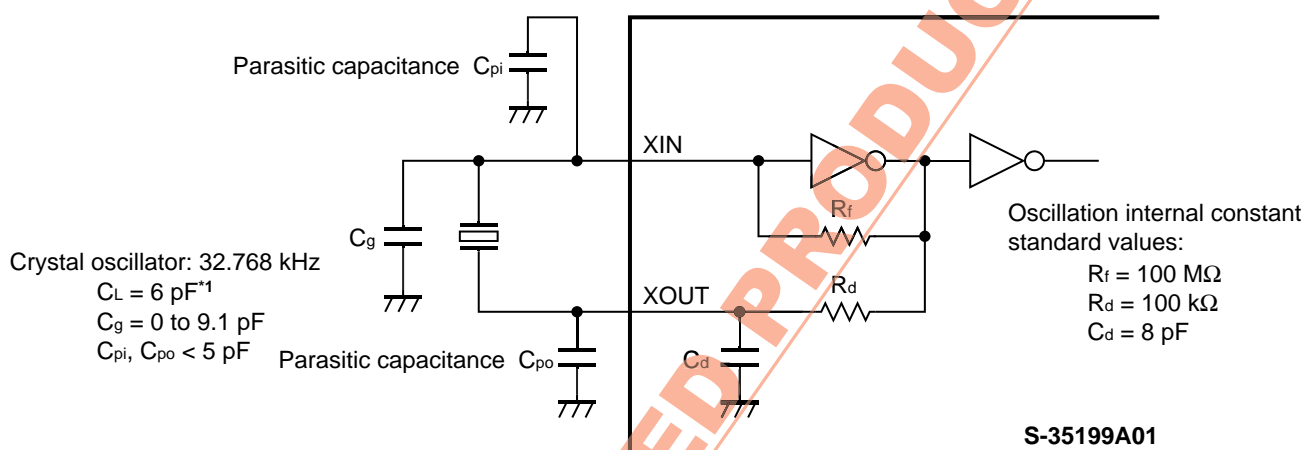 Parasitic capacitance Cpi
XIN
Rf
Cg
Oscillation internal constant
standard values:
Rf = 100 MΩ
Rd = 100 kΩ
Cd = 8 pF
Crystal oscillator: 32.768 kHz
CL = 6 pF*1
Cg = 0 to 9.1 pF
Cpi, Cpo < 5 pF
XOUT
Rd
Parasitic capacitance Cpo
Cd
S-35199A01
ED PRODUC